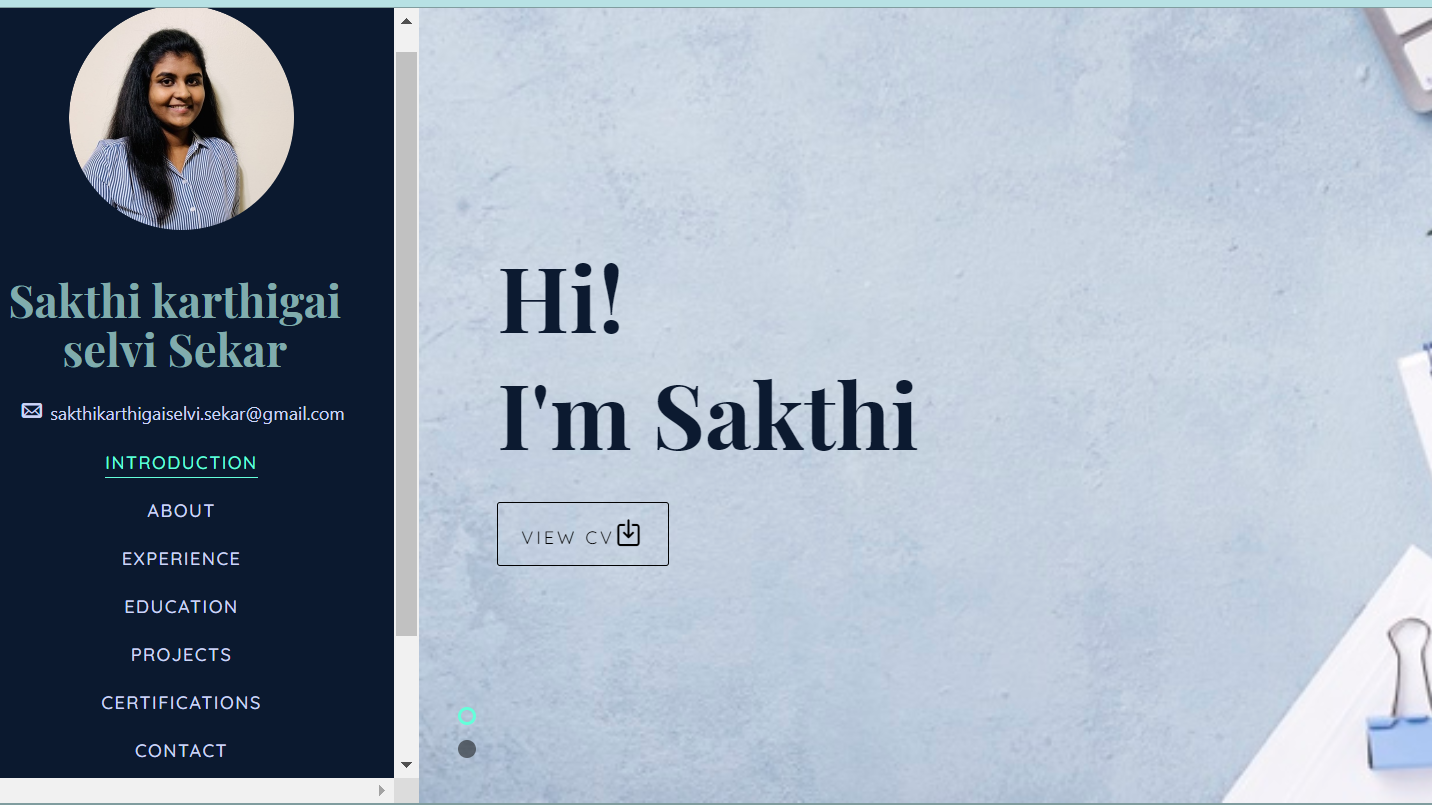 Sakthi karthigai
selvi Sekar
sakthikarthigaiselvi.sekar@gmail.com
INTRODUCTION
ABOUT
EXPERIENCE
EDUCATION
PROJECTS
CERTIFICATIONS
CONTACT
Hi!
I'm Sakthi
VIEW CV